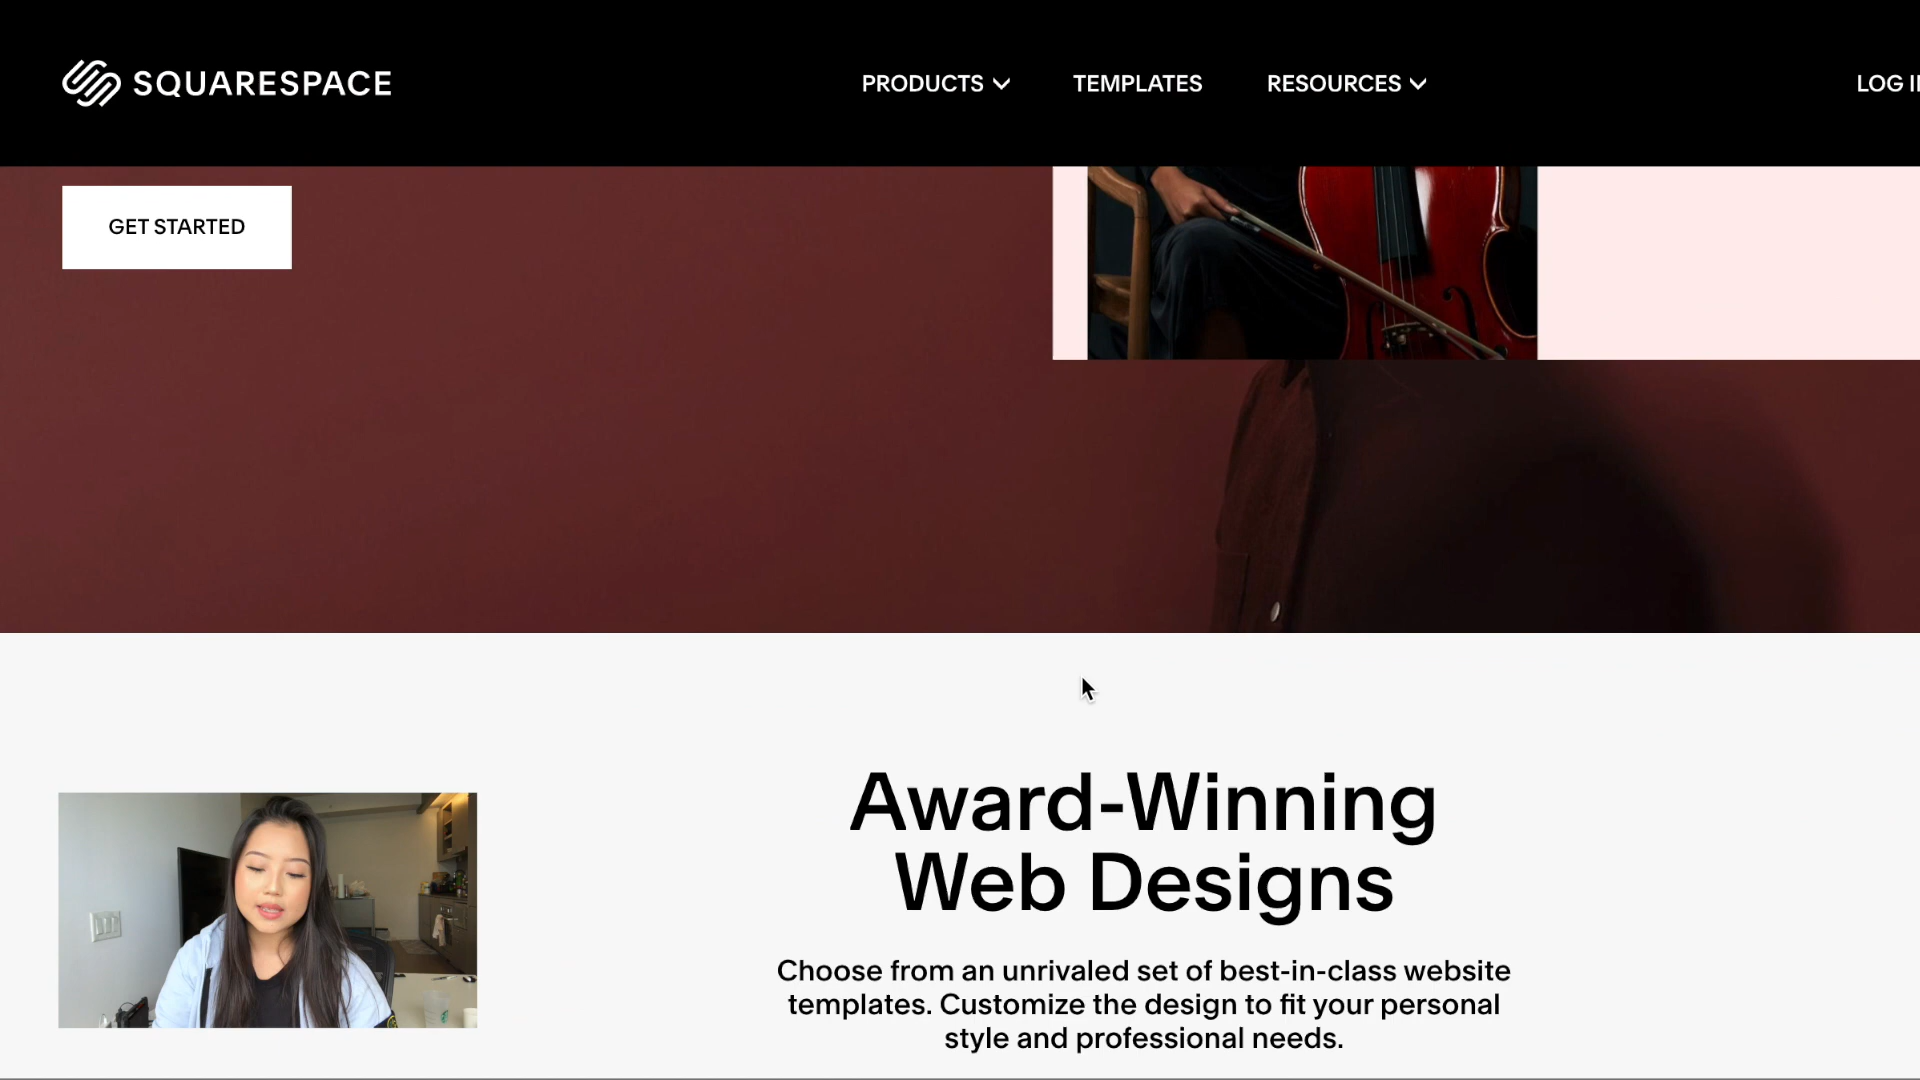 SQUARESPACE
PRODUCTS
TEMPLATES
RESOURCES
LOG
GET STARTED
Award-Winning
Web Designs
Choose from an unrivaled set of best-in-class website
templates. Customize the design to fit your personal
style and professional needs.